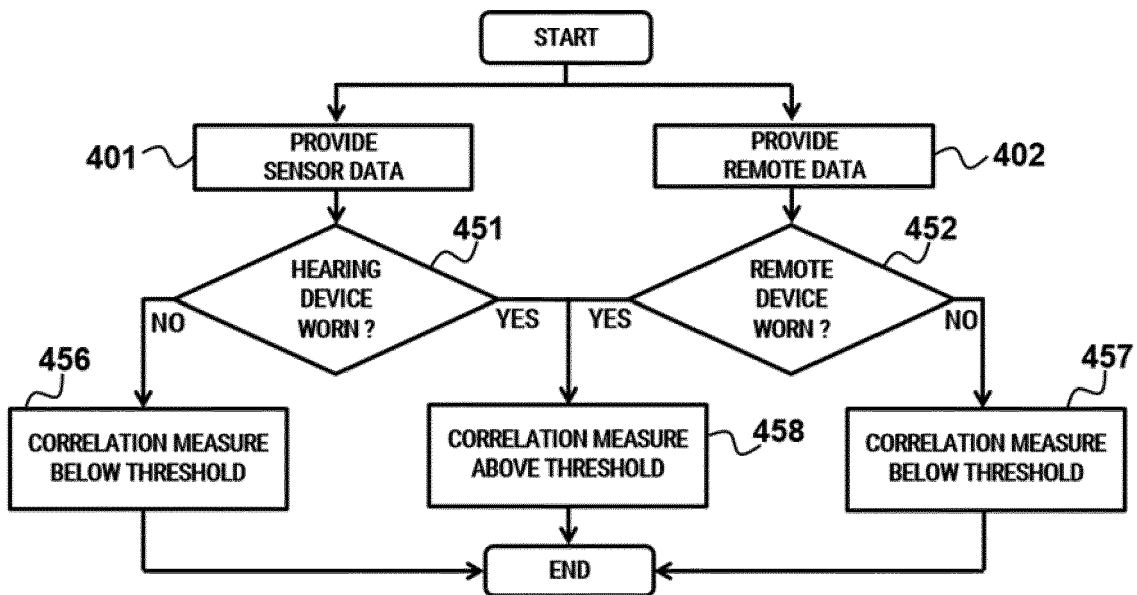 START
PROVIDE
SENSOR DATA
401
PROVIDE
REMOTE DATA
402
HEARING
DEVICE
WORN ?
451
REMOTE
DEVICE
WORN ?
452
NO
YES
YES
NO
456
CORRELATION MEASURE
BELOW THRESHOLD
CORRELATION MEASURE
ABOVE THRESHOLD
458
457
CORRELATION MEASURE
BELOW THRESHOLD
END